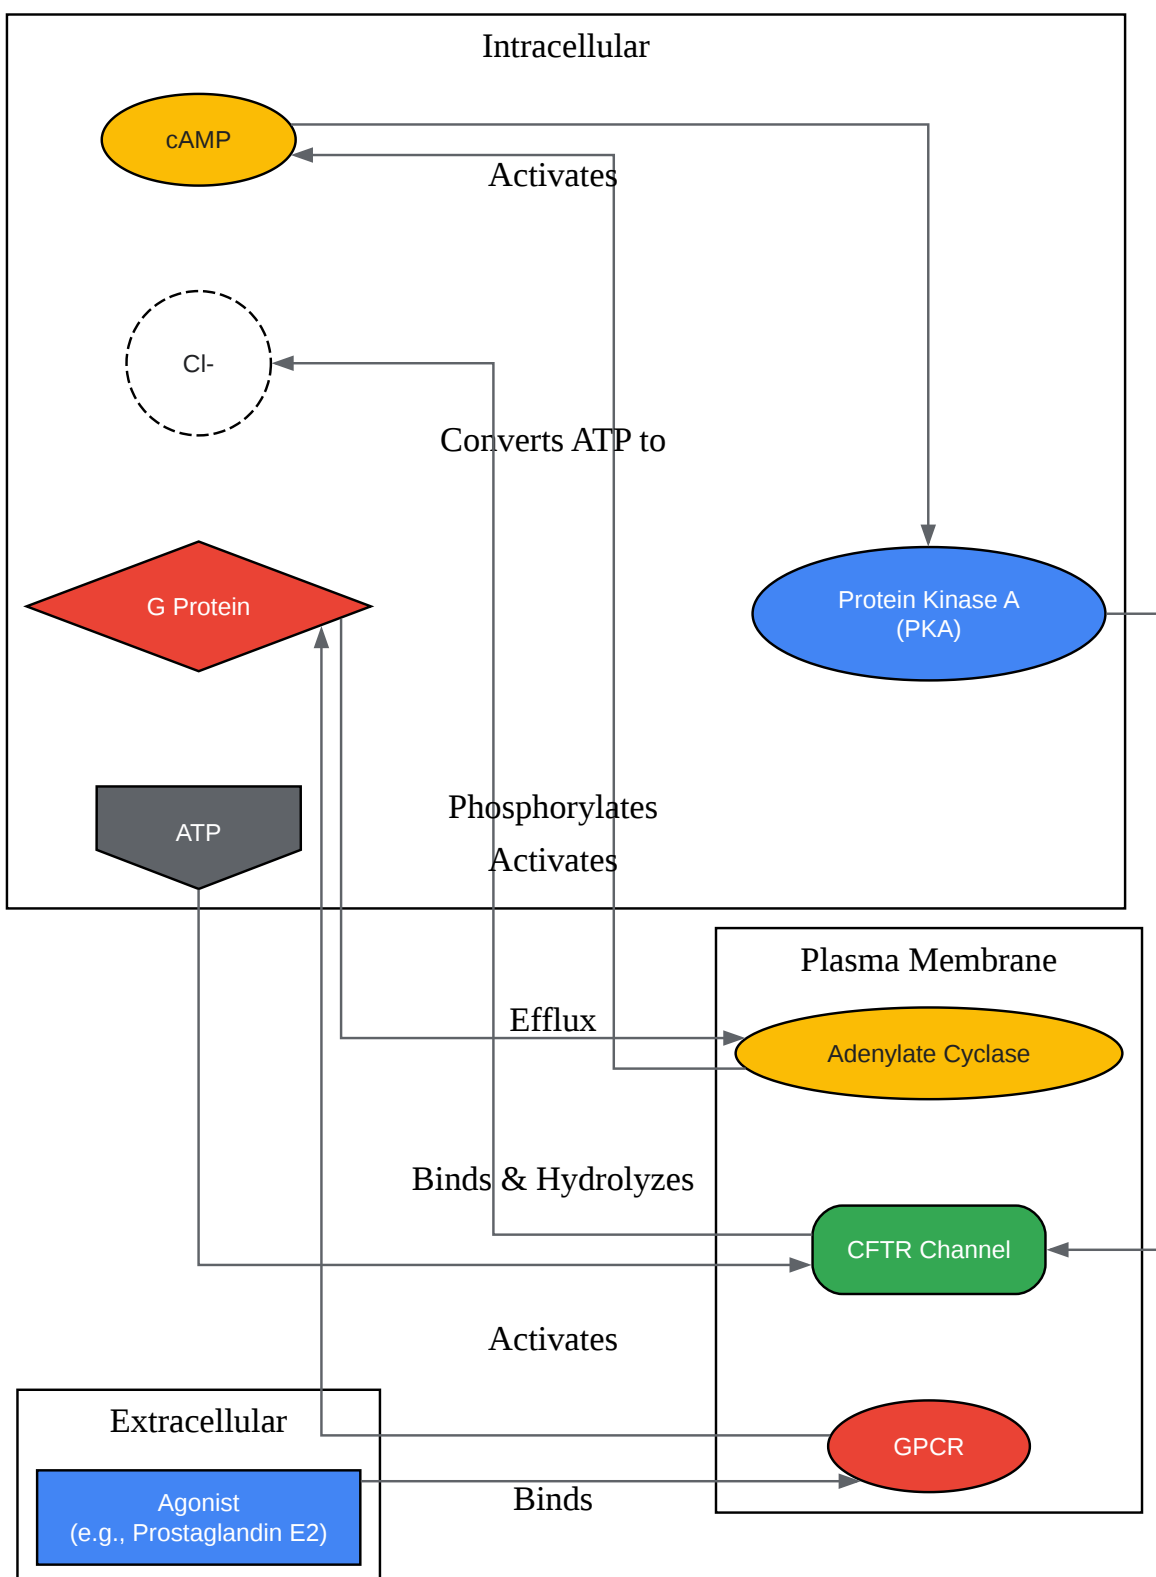 Intracellular
cAMP
Activates
Cl-
Converts ATP to
G Protein
Protein Kinase A
(PKA)
Phosphorylates
ATP
Activates
Plasma Membrane
Efflux
Adenylate Cyclase
Binds & Hydrolyzes
CFTR Channel
Activates
Extracellular
GPCR
Binds
Agonist
(e.g., Prostaglandin E2)